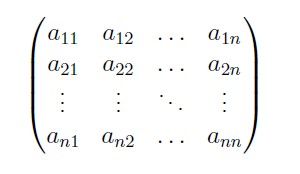 a11 a12 … a1n
a21 a22 … a2n
⋮ ⋮ ⋱ ⋮
an1 an2 … ann